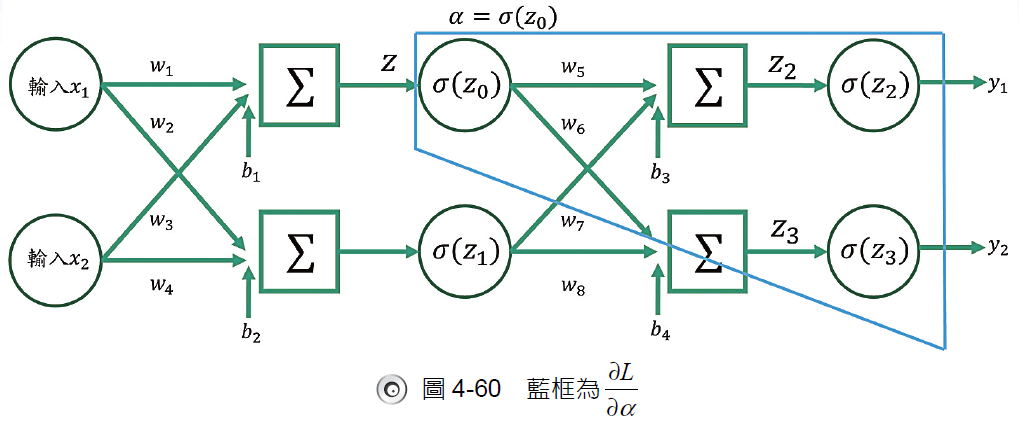 α = σ(z₀)
輸入x₁
w₁
w₂
Σ
z
σ(z₀)
w₅
w₆
Σ
z₂
σ(z₂)
y₁
b₁
b₃
輸入x₂
w₃
w₄
Σ
σ(z₁)
w₇
w₈
Σ
z₃
σ(z₃)
y₂
b₂
b₄
圖 4-60 藍框為 ∂L/∂α